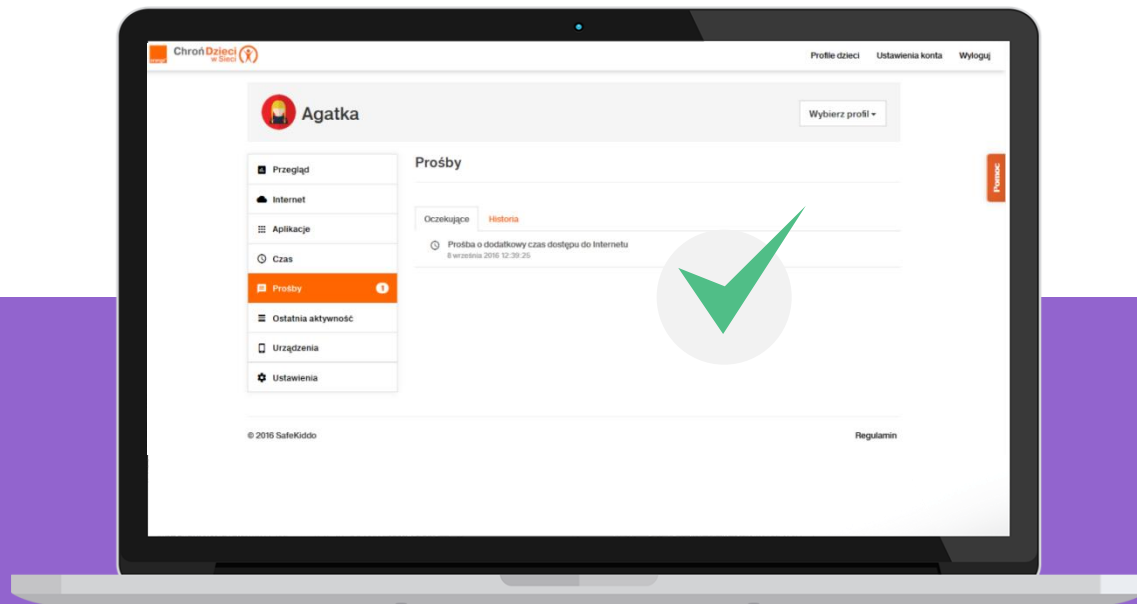 Chroń Dzieci
w Sieci
Profile dzieci Ustawienia konta Wyloguj
Agatka
Wybierz profil
Pomoc
Przegląd
Internet
Aplikacje
Czas
Prośby 1
Ostatnia aktywność
Urządzenia
Ustawienia
Prośby
Oczekujące Historia
Prośba o dodatkowy czas dostępu do Internetu
8 września 2016 12:39:25
© 2016 SafeKiddo
Regulamin